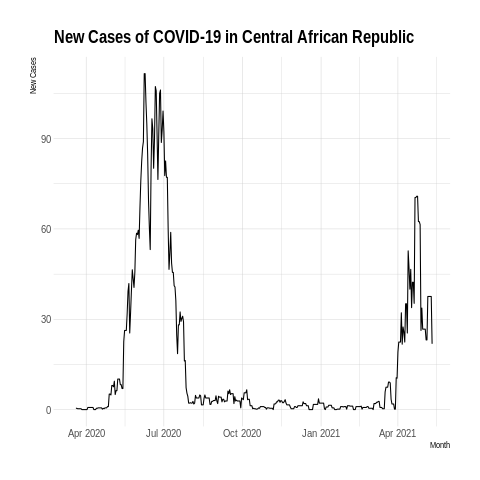 New Cases of COVID-19 in Central African Republic
New Cases
90
60
30
0
Apr 2020 Jul 2020 Oct 2020 Jan 2021 Apr 2021
Month